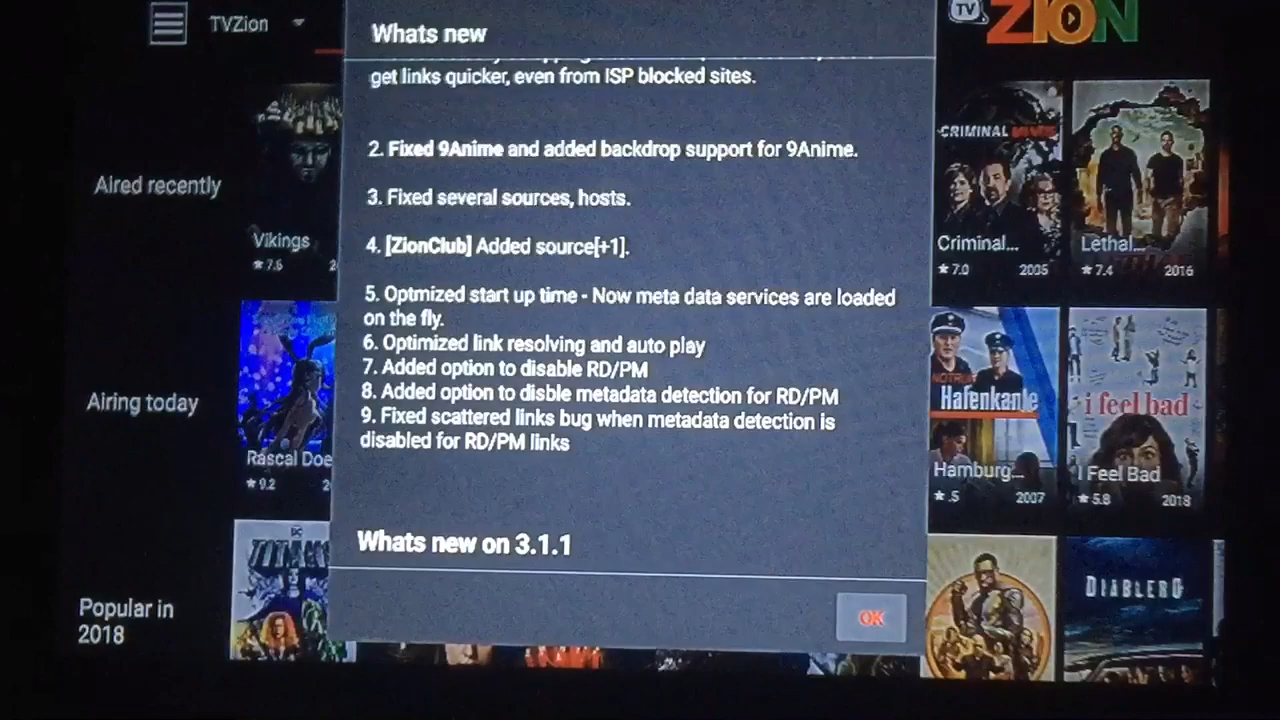 TVZion
TV ZION
Whats new
get links quicker, even from ISP blocked sites.
2. Fixed 9Anime and added backdrop support for 9Anime.
3. Fixed several sources, hosts.
4. [ZionClub] Added source[+1].
5. Optmized start up time - Now meta data services are loaded
on the fly.
6. Optimized link resolving and auto play
7. Added option to disable RD/PM
8. Added option to disble metadata detection for RD/PM
9. Fixed scattered links bug when metadata detection is
disabled for RD/PM links
Whats new on 3.1.1
OK
Aired recently
Vikings
★7.5
CRIMINAL MINDS
Criminal...
★7.0 2005
Lethal...
★7.4 2016
Airing today
Rascal Doe
★9.2
Hafenkante
Hamburg...
★.5 2007
i feel bad
I Feel Bad
★5.8 2018
Popular in
2018
DC
TITANS
DIABLERO